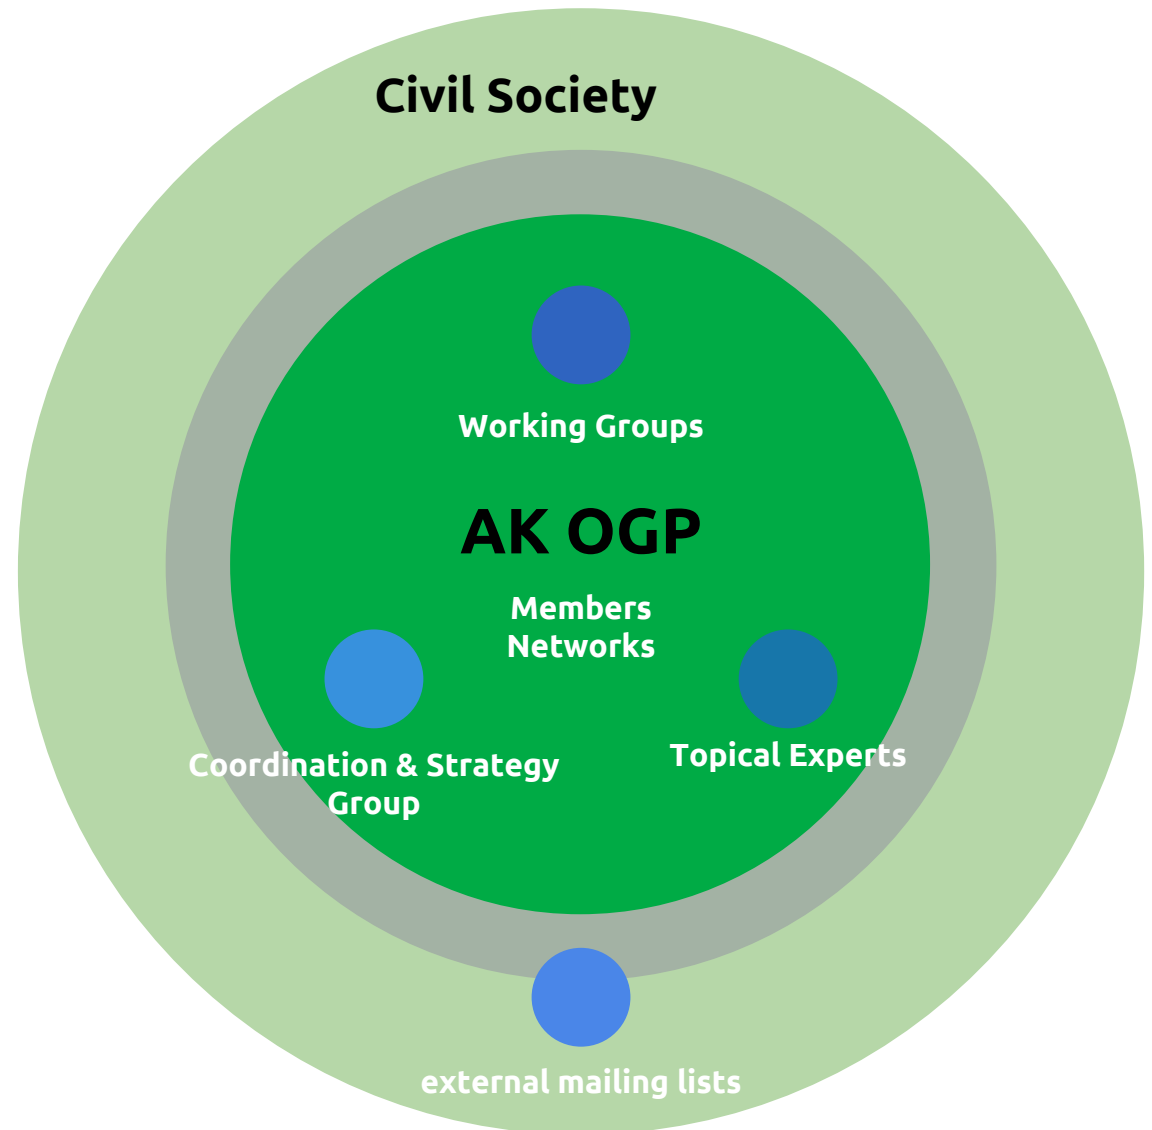 Civil Society
Working Groups
AK OGP
Members
Networks
Coordination & Strategy
Group
Topical Experts
external mailing lists